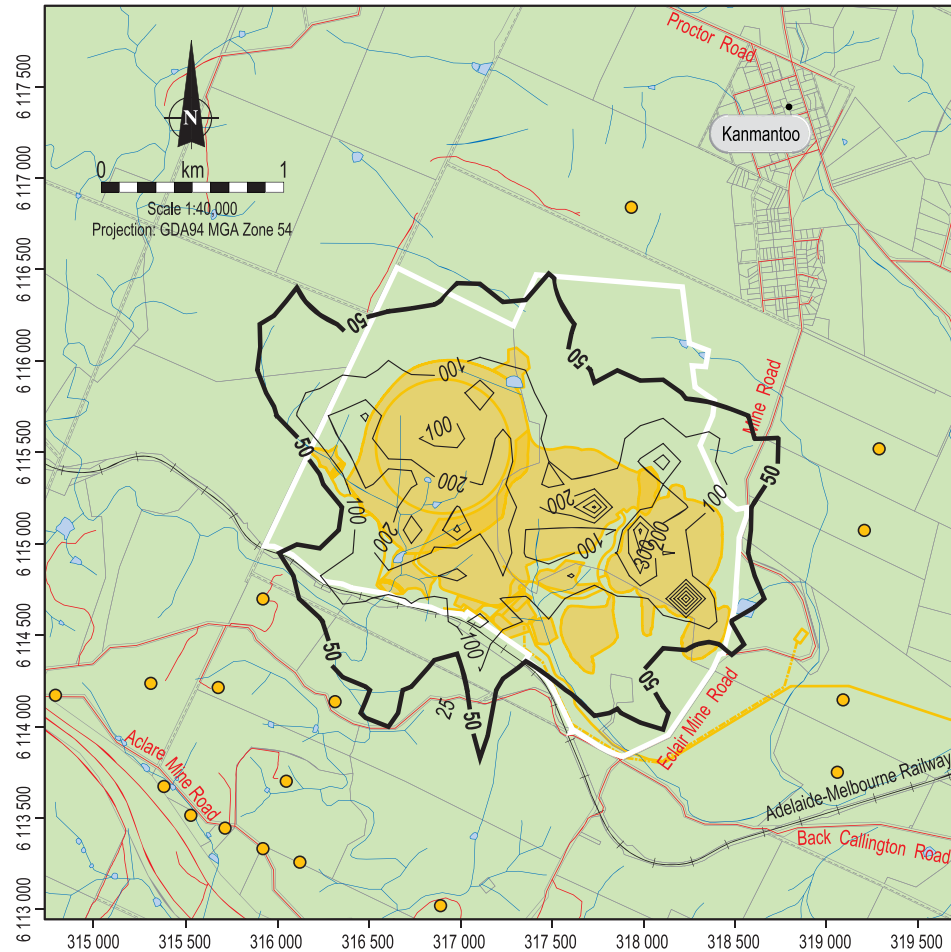 Proctor Road
Kanmantoo
N
0 km 1
Scale 1:40,000
Projection: GDA94 MGA Zone 54
6 117 500
6 117 000
6 116 500
6 116 000
6 115 500
6 115 000
6 114 500
6 114 000
6 113 500
6 113 000
50
50
100
Mine Road
100
50
200
50
100
200
200
100
100
300
200
100
50
25
50
Eclair Mine Road
Aclare Mine Road
Adelaide-Melbourne Railway
Back Callington Road
315 000
315 500
316 000
316 500
317 000
317 500
318 000
318 500
319 000
319 500